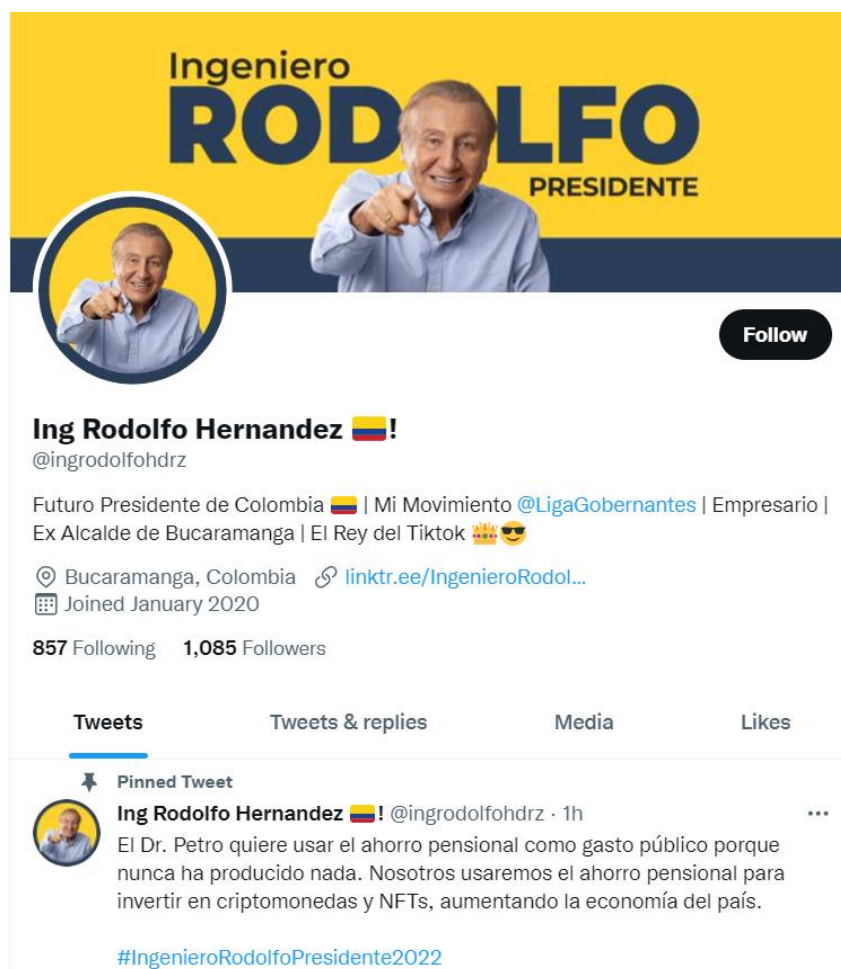 Ingeniero
RODOLFO
PRESIDENTE
Follow
Ing Rodolfo Hernandez 🇨🇴!
@ingrodolfohdrz
Futuro Presidente de Colombia 🇨🇴 | Mi Movimiento @LigaGobernantes | Empresario |
Ex Alcalde de Bucaramanga | El Rey del Tiktok 👑😎
Bucaramanga, Colombia linktr.ee/IngenieroRodol...
Joined January 2020
857 Following 1,085 Followers
Tweets Tweets & replies Media Likes
Pinned Tweet
Ing Rodolfo Hernandez 🇨🇴! @ingrodolfohdrz · 1h
El Dr. Petro quiere usar el ahorro pensional como gasto público porque
nunca ha producido nada. Nosotros usaremos el ahorro pensional para
invertir en criptomonedas y NFTs, aumentando la economía del país.
#IngenieroRodolfoPresidente2022